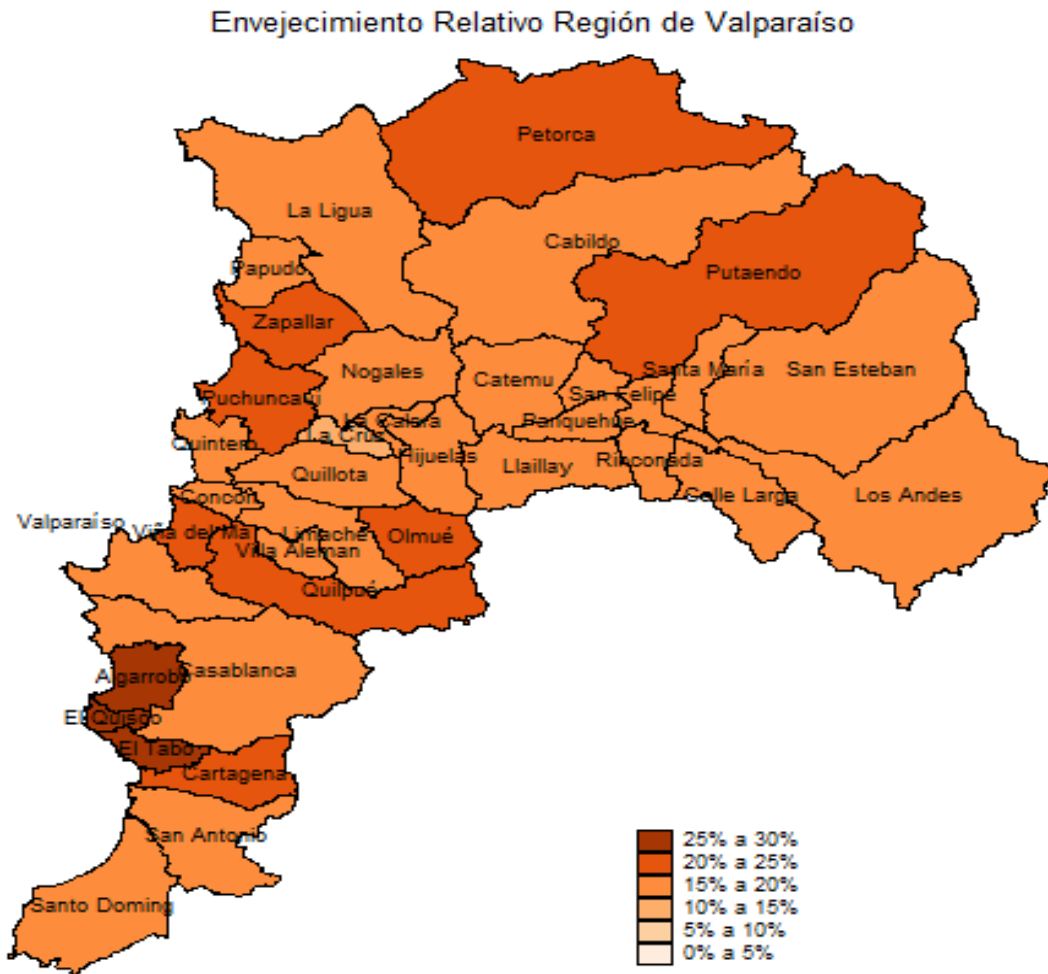 Envejecimiento Relativo Región de Valparaíso
Petorca
La Ligua
Cabildo
Papudo
Putaendo
Zapallar
Nogales
Catemu
Santa María
San Esteban
San Felipe
Puchuncaví
La Calera
Panquehue
La Cruz
Quintero
Hijuelas
Quillota
Llaillay
Rinconada
Concón
Calle Larga
Los Andes
Valparaíso
Viña del Ma
Limache
Olmué
Villa Aleman
Quilpué
Algarrobo
Casablanca
El Quisco
El Tabo
Cartagena
San Antonio
Santo Doming
25% a 30%
20% a 25%
15% a 20%
10% a 15%
5% a 10%
0% a 5%